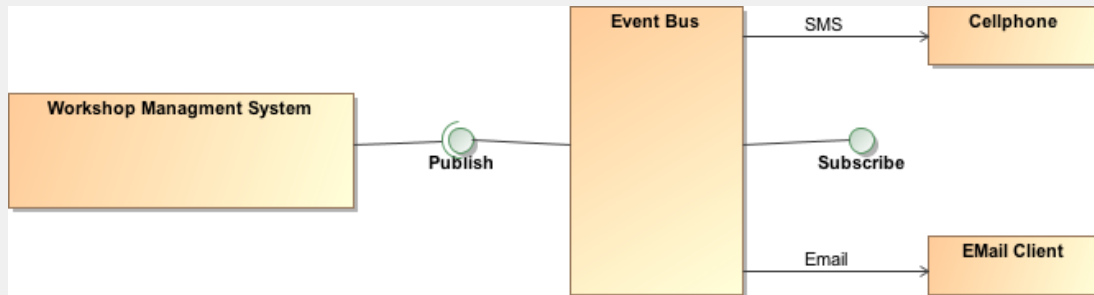 Event Bus
SMS
Cellphone
Workshop Managment System
Publish
Subscribe
Email
EMail Client